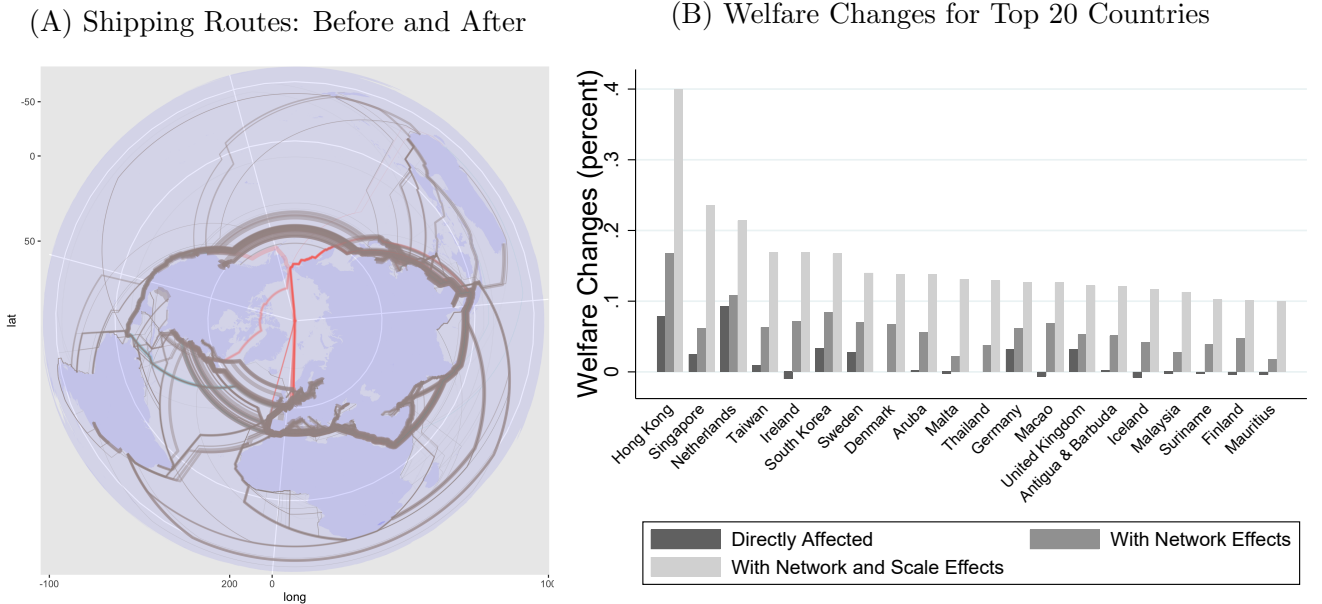 (A) Shipping Routes: Before and After
(B) Welfare Changes for Top 20 Countries
-50
0
50
lat
-100
200
0
100
long
Welfare Changes (percent)
.4
.3
.2
.1
0
Hong Kong
Singapore
Netherlands
Taiwan
Ireland
South Korea
Sweden
Denmark
Aruba
Malta
Thailand
Germany
Macao
United Kingdom
Antigua & Barbuda
Iceland
Malaysia
Suriname
Finland
Mauritius
Directly Affected
With Network Effects
With Network and Scale Effects